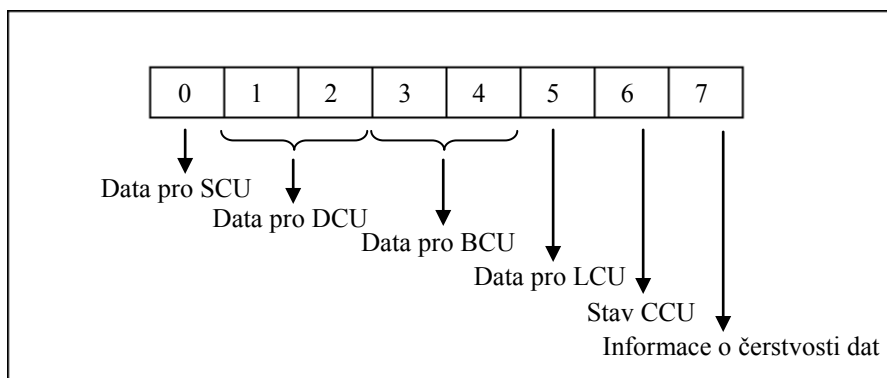 0 1 2 3 4 5 6 7
Data pro SCU
Data pro DCU
Data pro BCU
Data pro LCU
Stav CCU
Informace o čerstvosti dat